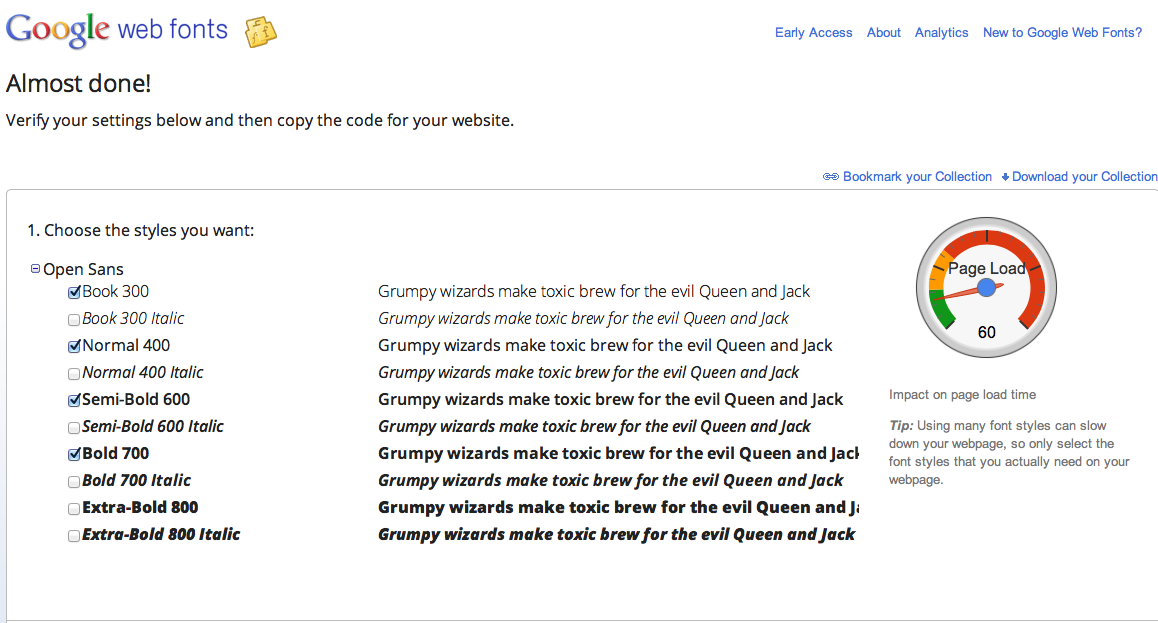 Google web fonts
Early Access About Analytics New to Google Web Fonts?
Almost done!
Verify your settings below and then copy the code for your website.
Bookmark your Collection Download your Collection
1. Choose the styles you want:
Open Sans
Book 300 Grumpy wizards make toxic brew for the evil Queen and Jack
Book 300 Italic Grumpy wizards make toxic brew for the evil Queen and Jack
Normal 400 Grumpy wizards make toxic brew for the evil Queen and Jack
Normal 400 Italic Grumpy wizards make toxic brew for the evil Queen and Jack
Semi-Bold 600 Grumpy wizards make toxic brew for the evil Queen and Jack
Semi-Bold 600 Italic Grumpy wizards make toxic brew for the evil Queen and Jack
Bold 700 Grumpy wizards make toxic brew for the evil Queen and Jack
Bold 700 Italic Grumpy wizards make toxic brew for the evil Queen and Jack
Extra-Bold 800 Grumpy wizards make toxic brew for the evil Queen and J
Extra-Bold 800 Italic Grumpy wizards make toxic brew for the evil Queen and Jack
Page Load
60
Impact on page load time
Tip: Using many font styles can slow
down your webpage, so only select the
font styles that you actually need on your
webpage.